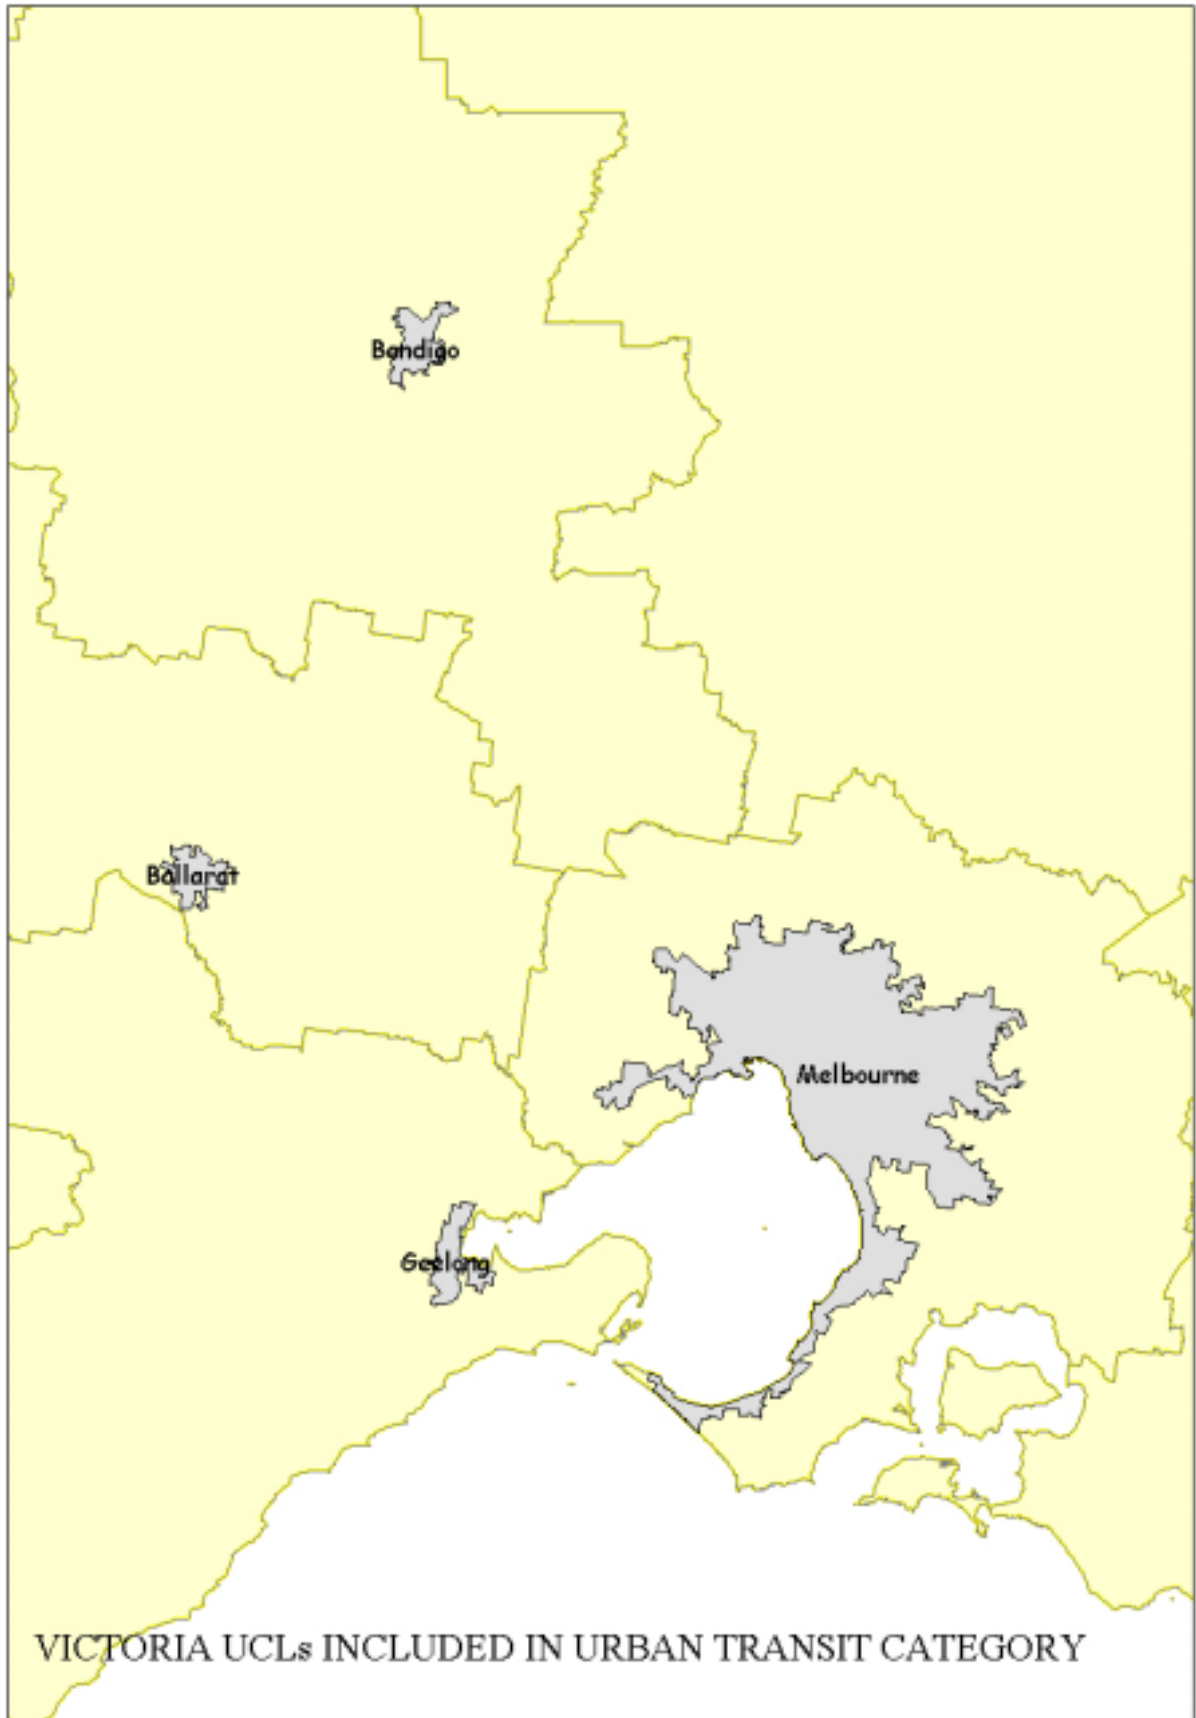 Bendigo
Ballarat
Melbourne
Geelong
VICTORIA UCLs INCLUDED IN URBAN TRANSIT CATEGORY